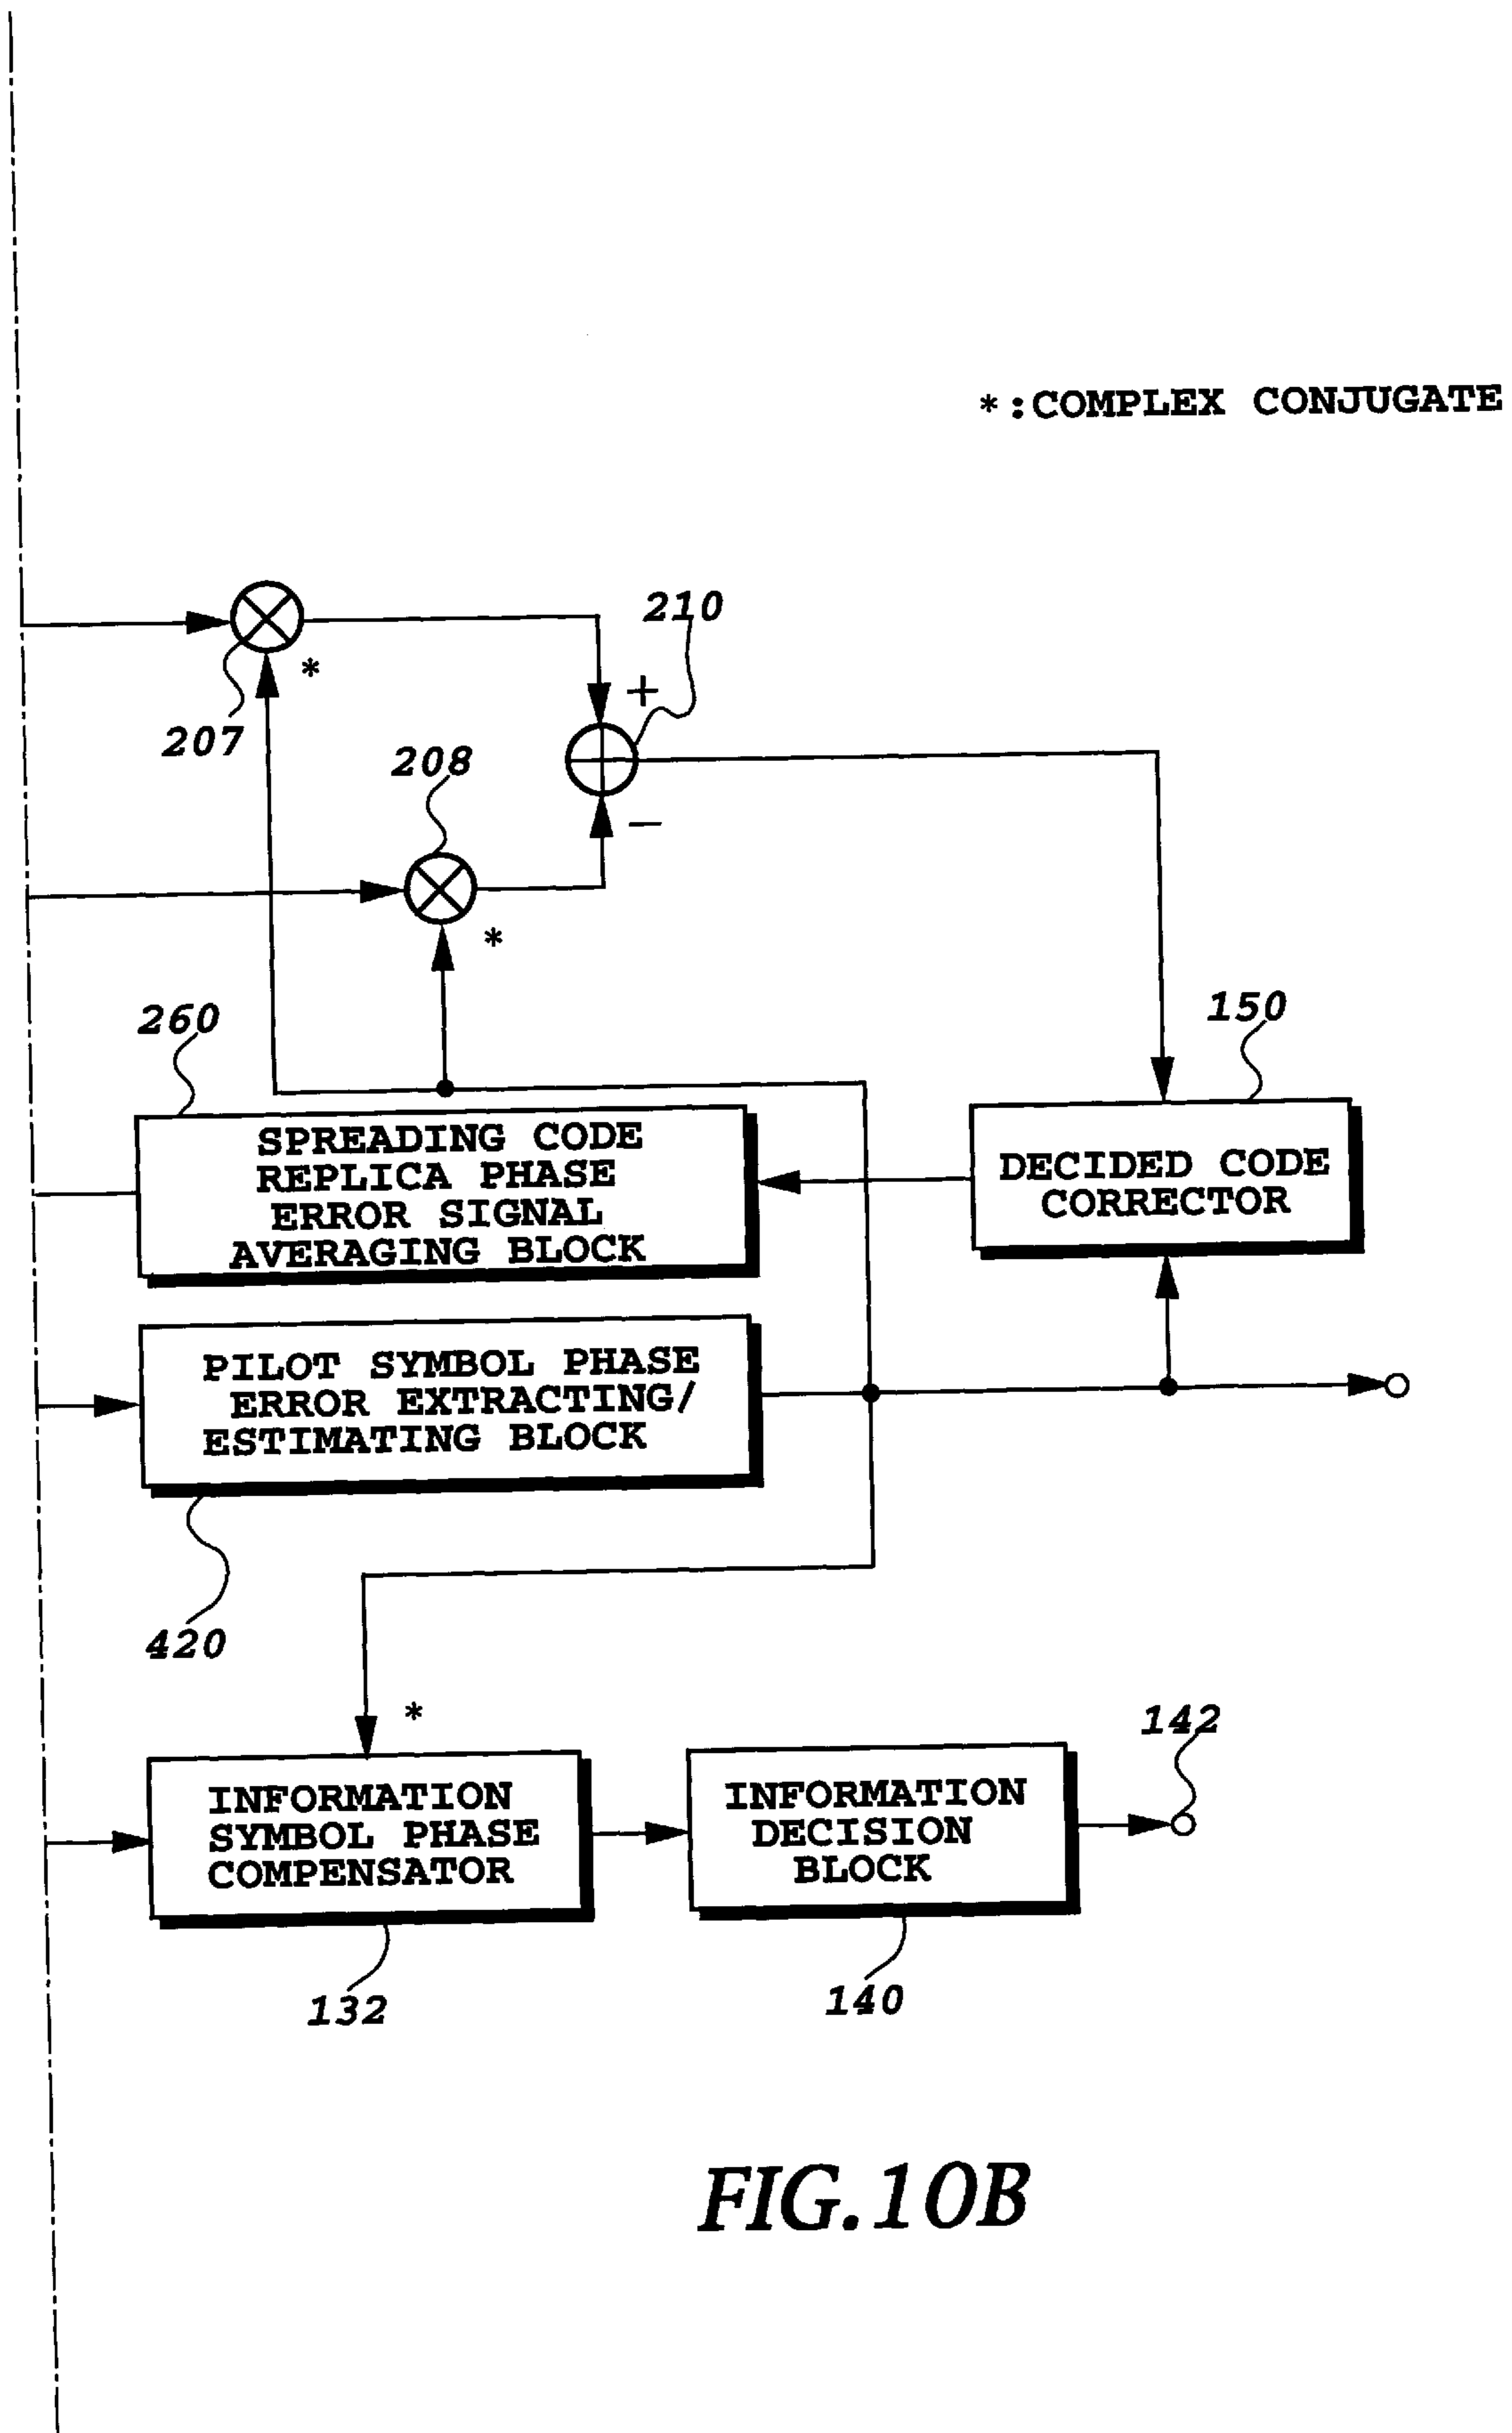 *:COMPLEX CONJUGATE
210
*
+
207
208
−
*
260
150
SPREADING CODE
REPLICA PHASE
ERROR SIGNAL
AVERAGING BLOCK
DECIDED CODE
CORRECTOR
PILOT SYMBOL PHASE
ERROR EXTRACTING/
ESTIMATING BLOCK
420
*
142
INFORMATION
SYMBOL PHASE
COMPENSATOR
INFORMATION
DECISION
BLOCK
132
140
FIG.10B